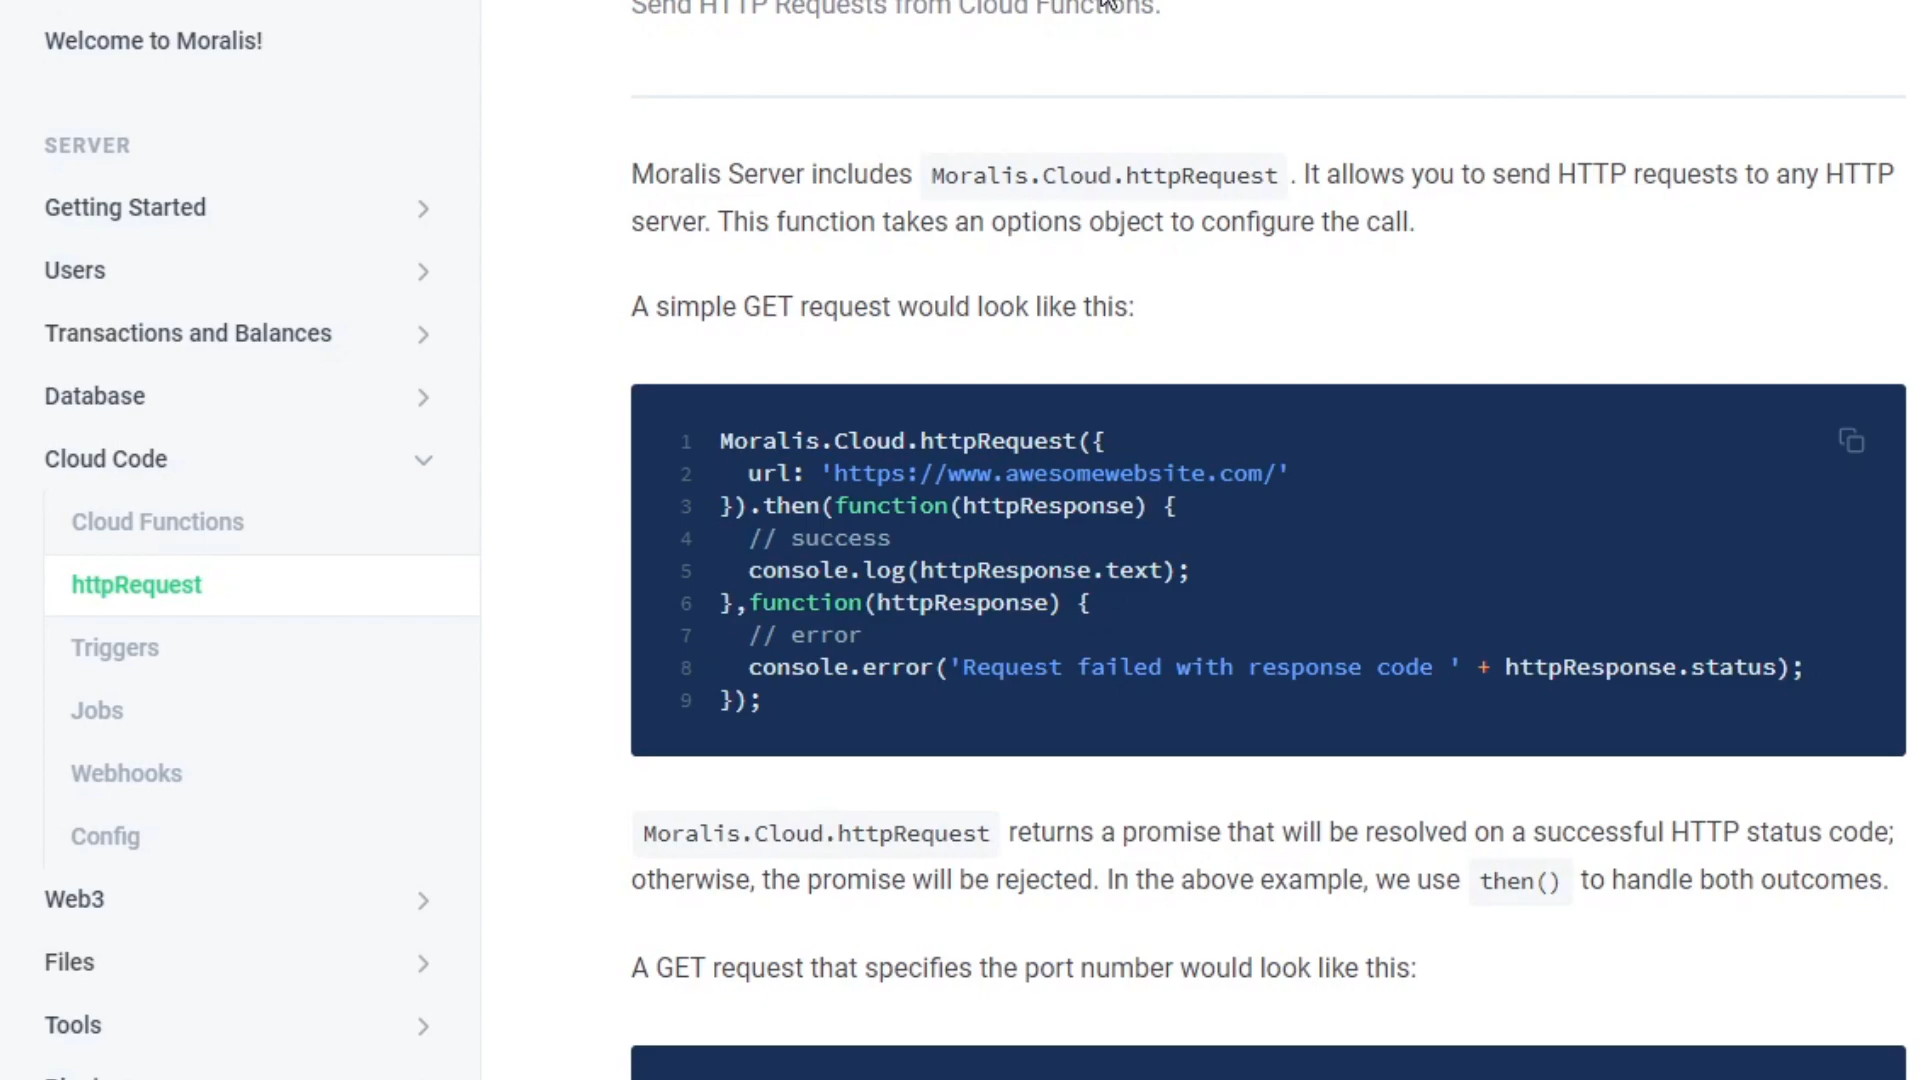 Send HTTP Requests from Cloud Functions.
Welcome to Moralis!
SERVER
Getting Started
Users
Transactions and Balances
Database
Cloud Code
Cloud Functions
httpRequest
Triggers
Jobs
Webhooks
Config
Web3
Files
Tools
Moralis Server includes Moralis.Cloud.httpRequest . It allows you to send HTTP requests to any HTTP
server. This function takes an options object to configure the call.
A simple GET request would look like this:
1 Moralis.Cloud.httpRequest({
2   url: 'https://www.awesomewebsite.com/'
3 }).then(function(httpResponse) {
4   // success
5   console.log(httpResponse.text);
6 },function(httpResponse) {
7   // error
8   console.error('Request failed with response code ' + httpResponse.status);
9 });
Moralis.Cloud.httpRequest returns a promise that will be resolved on a successful HTTP status code;
otherwise, the promise will be rejected. In the above example, we use then() to handle both outcomes.
A GET request that specifies the port number would look like this: